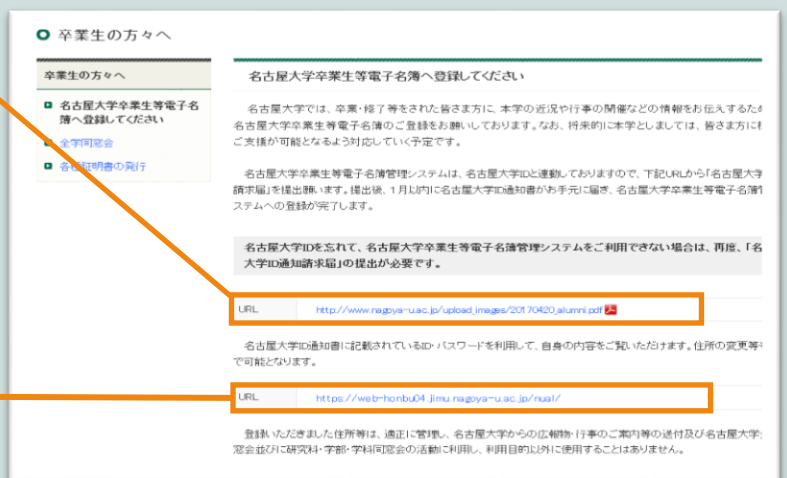 卒業生の方々へ
卒業生の方々へ
名古屋大学卒業生等電子名
簿へ登録してください
全学同窓会
各種証明書の発行
名古屋大学卒業生等電子名簿へ登録してください
名古屋大学では、卒業・修了等をされた皆さま方に、本学の近況や行事の開催などの情報をお伝えするため
名古屋大学卒業生等電子名簿のご登録をお願いしております。なお、将来的に本学としましては、皆さま方に
ご支援が可能となるよう対応していく予定です。
名古屋大学卒業生等電子名簿管理システムは、名古屋大学IDと連動しておりますので、下記URLから「名古屋大学
請求届」を提出願います。提出後、1月以内に名古屋大学ID通知書がお手元に届き、名古屋大学卒業生等電子名簿
ステムへの登録が完了します。
名古屋大学IDを忘れて、名古屋大学卒業生等電子名簿管理システムをご利用できない場合は、再度、「名
大学ID通知請求届」の提出が必要です。
URL http://www.nagoya-u.ac.jp/upload_images/20170420_alumni.pdf
名古屋大学ID通知書に記載されているID・パスワードを利用して、自身の内容をご覧いただけます。住所の変更等
で可能となります。
URL https://web-honbu04.jimu.nagoya-u.ac.jp/nual/
登録いただきました住所等は、適正に管理し、名古屋大学からの広報物・行事のご案内等の送付及び名古屋大学
窓会並びに研究科・学部・学科同窓会の活動に利用し、利用目的以外に使用することはありません。